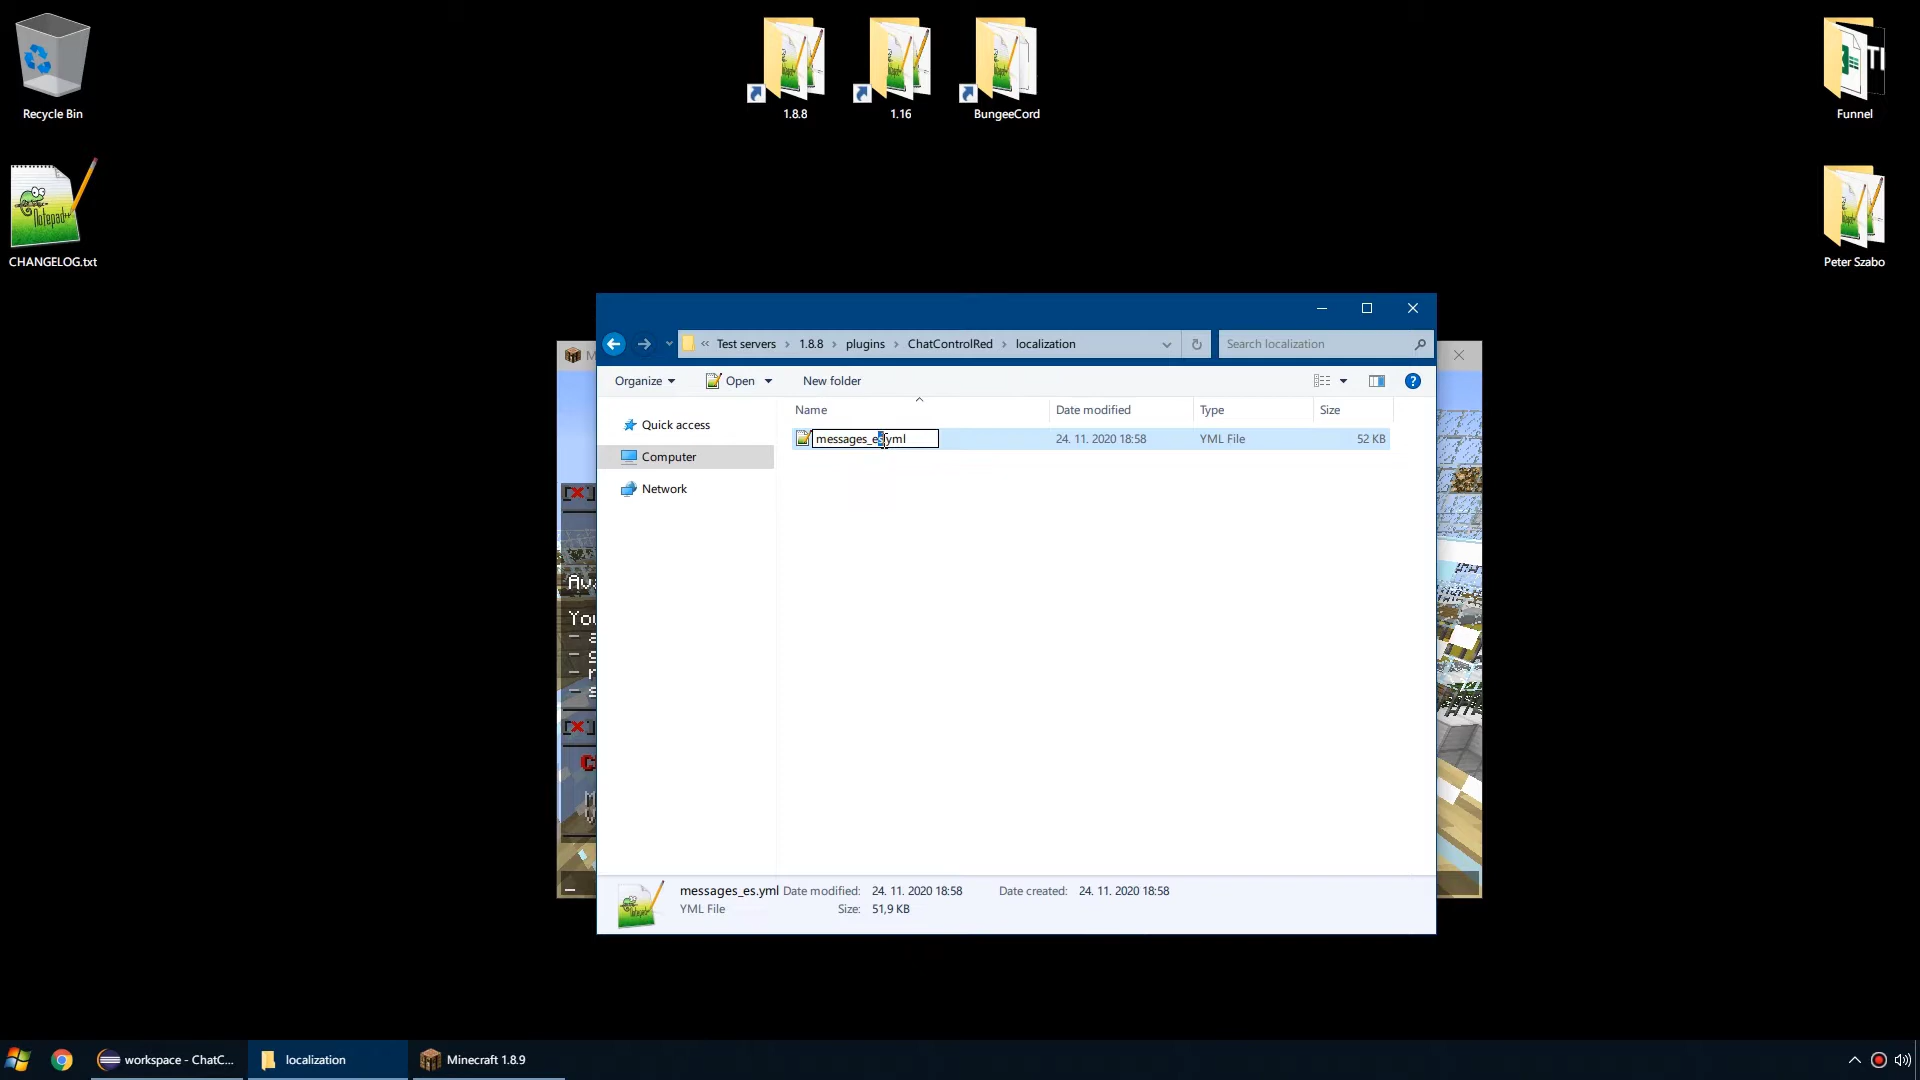 Recycle Bin
1.8.8
1.16
BungeeCord
Funnel
Notepad++
CHANGELOG.txt
Peter Szabo
« Test servers › 1.8.8 › plugins › ChatControlRed › localization
Search localization
Organize
Open
New folder
Name
Date modified
Type
Size
Quick access
Computer
Network
messages_es.yml
24. 11. 2020 18:58
YML File
52 KB
[X]
Ava
You
[X]
messages_es.yml Date modified: 24. 11. 2020 18:58 Date created: 24. 11. 2020 18:58
YML File Size: 51,9 KB
workspace - ChatC...
localization
Minecraft 1.8.9